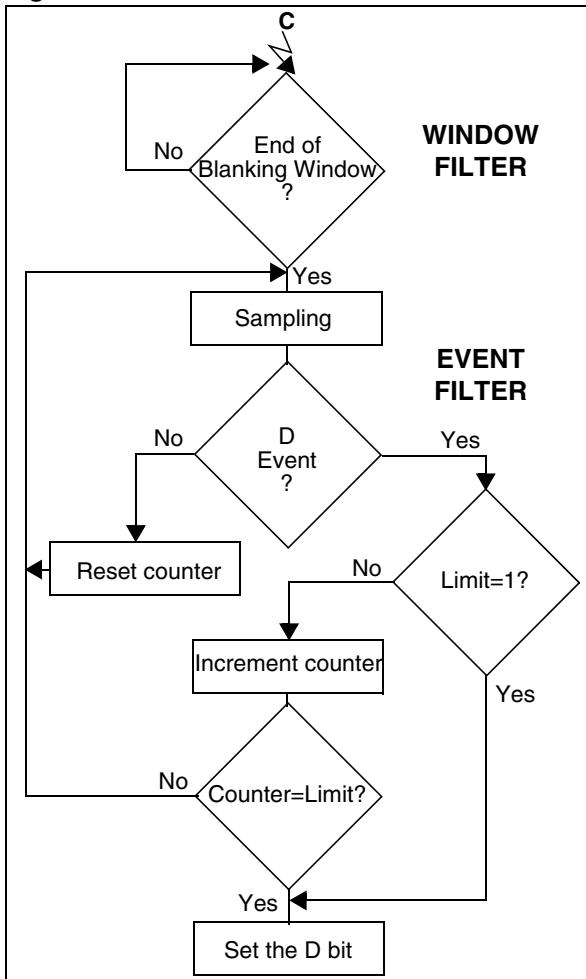 C
End of
Blanking Window
?
No
WINDOW
FILTER
Yes
Sampling
EVENT
FILTER
D
Event
?
No
Yes
Reset counter
Limit=1?
No
Increment counter
Yes
Counter=Limit?
No
Yes
Set the D bit